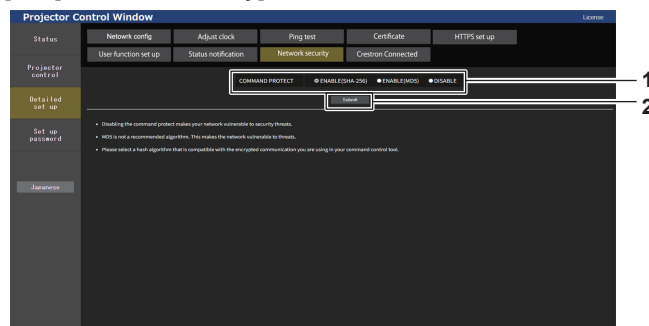 Projector Control Window
License
Status
Netowrk config
Adjust clock
Ping test
Certificate
HTTPS set up
User function set up
Status notification
Network security
Crestron Connected
Projector
control
COMMAND PROTECT
ENABLE(SHA-256)
ENABLE(MD5)
DISABLE
1
Submit
2
Detailed
set up
• Disabling the command protect makes your network vulnerable to security threats.
• MD5 is not a recommended algorithm. This makes the network vulnerable to threats.
• Please select a hash algorithm that is compatible with the encrypted communication you are using in your command control tool.
Set up
password
Japanese